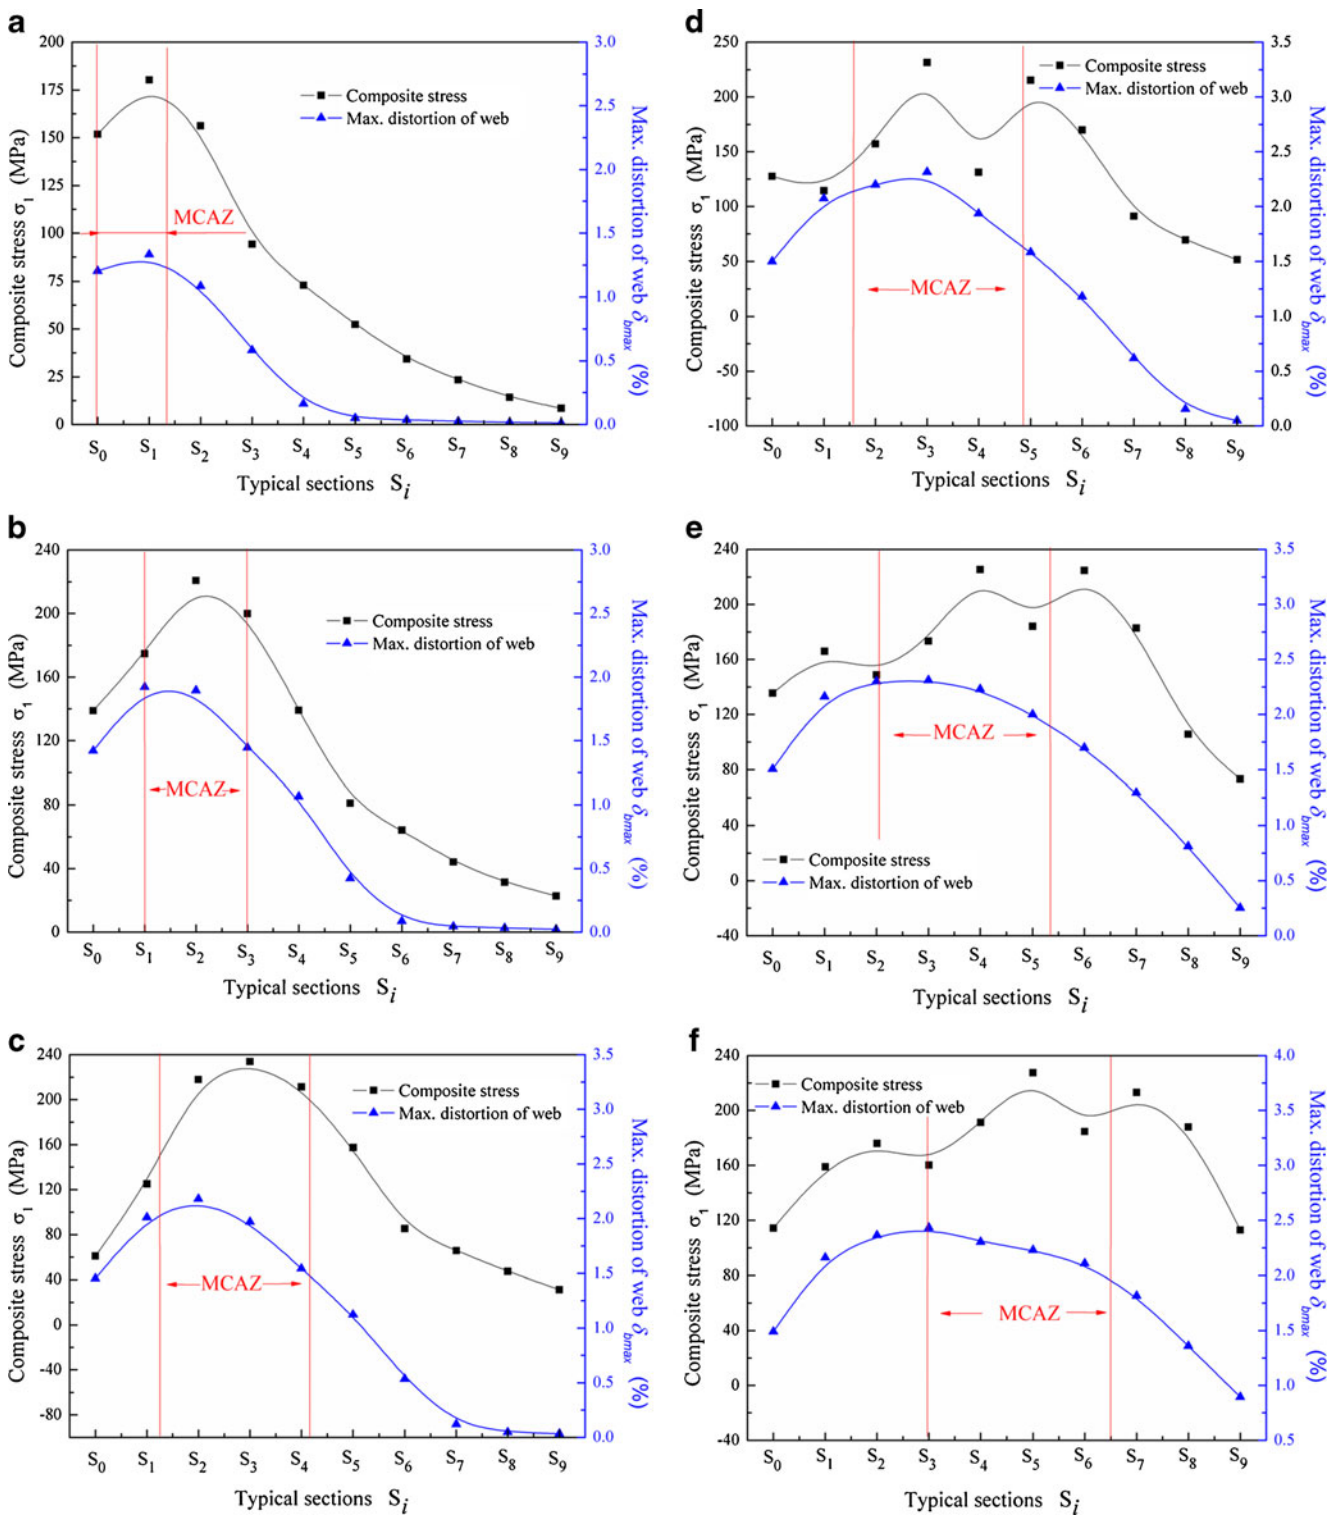 a
200
175
150
125
100
75
50
25
0
3.0
2.5
2.0
1.5
1.0
0.5
0.0
Composite stress σ1 (MPa)
Max. distortion of web δbmax (%)
Composite stress
Max. distortion of web
MCAZ
S0 S1 S2 S3 S4 S5 S6 S7 S8 S9
Typical sections Si
b
240
200
160
120
80
40
0
3.0
2.5
2.0
1.5
1.0
0.5
0.0
Composite stress σ1 (MPa)
Max. distortion of web δbmax (%)
Composite stress
Max. distortion of web
MCAZ
S0 S1 S2 S3 S4 S5 S6 S7 S8 S9
Typical sections Si
c
240
200
160
120
80
40
0
-40
-80
3.5
3.0
2.5
2.0
1.5
1.0
0.5
0.0
Composite stress σ1 (MPa)
Max. distortion of web δbmax (%)
Composite stress
Max. distortion of web
MCAZ
S0 S1 S2 S3 S4 S5 S6 S7 S8 S9
Typical sections Si
d
250
200
150
100
50
0
-50
-100
3.5
3.0
2.5
2.0
1.5
1.0
0.5
0.0
Composite stress σ1 (MPa)
Max. distortion of web δbmax (%)
Composite stress
Max. distortion of web
MCAZ
S0 S1 S2 S3 S4 S5 S6 S7 S8 S9
Typical sections Si
e
240
200
160
120
80
40
0
-40
3.5
3.0
2.5
2.0
1.5
1.0
0.5
0.0
Composite stress σ1 (MPa)
Max. distortion of web δbmax (%)
MCAZ
Composite stress
Max. distortion of web
S0 S1 S2 S3 S4 S5 S6 S7 S8 S9
Typical sections Si
f
240
200
160
120
80
40
0
-40
4.0
3.5
3.0
2.5
2.0
1.5
1.0
0.5
Composite stress σ1 (MPa)
Max. distortion of web δbmax (%)
Composite stress
Max. distortion of web
MCAZ
S0 S1 S2 S3 S4 S5 S6 S7 S8 S9
Typical sections Si